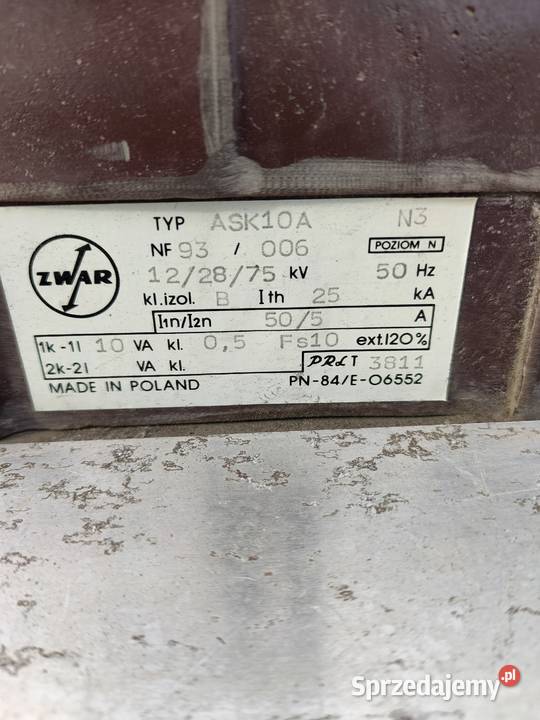 TYP ASK10A N3
NF 93 / 006 POZIOM N
ZWAR
12/28/75 kV 50 Hz
kl.izol. B Ith 25 kA
I1n/I2n 50/5 A
1k-1l 10 VA kl. 0,5 Fs10 ext.120%
2k-2l VA kl. PRL T 3811
MADE IN POLAND PN-84/E-06552
Sprzedajemy.pl